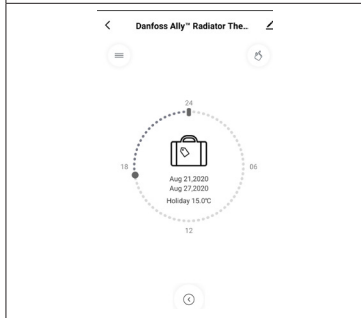 Danfoss Ally™ Radiator The..
24
18
06
Aug 21,2020
Aug 27,2020
Holiday 15.0°C
12